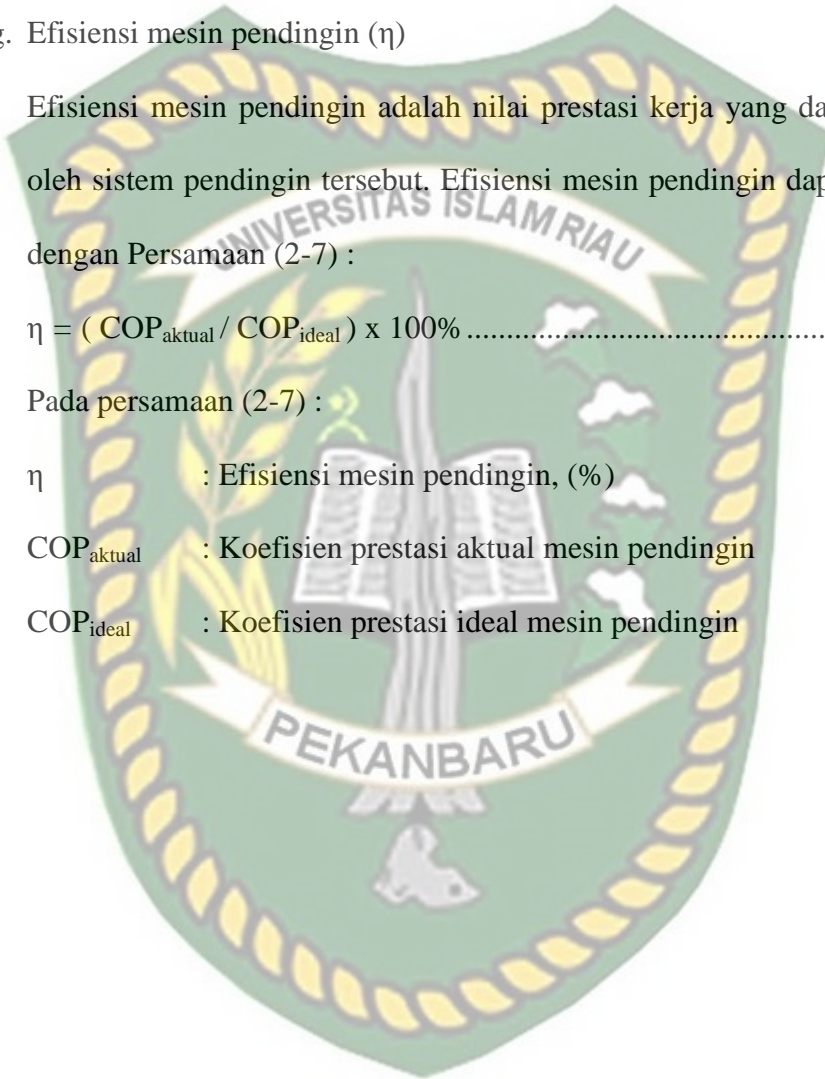 g. Efisiensi mesin pendingin (η)
Efisiensi mesin pendingin adalah nilai prestasi kerja yang da
oleh sistem pendingin tersebut. Efisiensi mesin pendingin dap
UNIVERSITAS ISLAM RIAU
dengan Persamaan (2-7) :
η = ( COPaktual / COPideal ) x 100% .............................................
Pada persamaan (2-7) :
η : Efisiensi mesin pendingin, (%)
COPaktual : Koefisien prestasi aktual mesin pendingin
COPideal : Koefisien prestasi ideal mesin pendingin
PEKANBARU